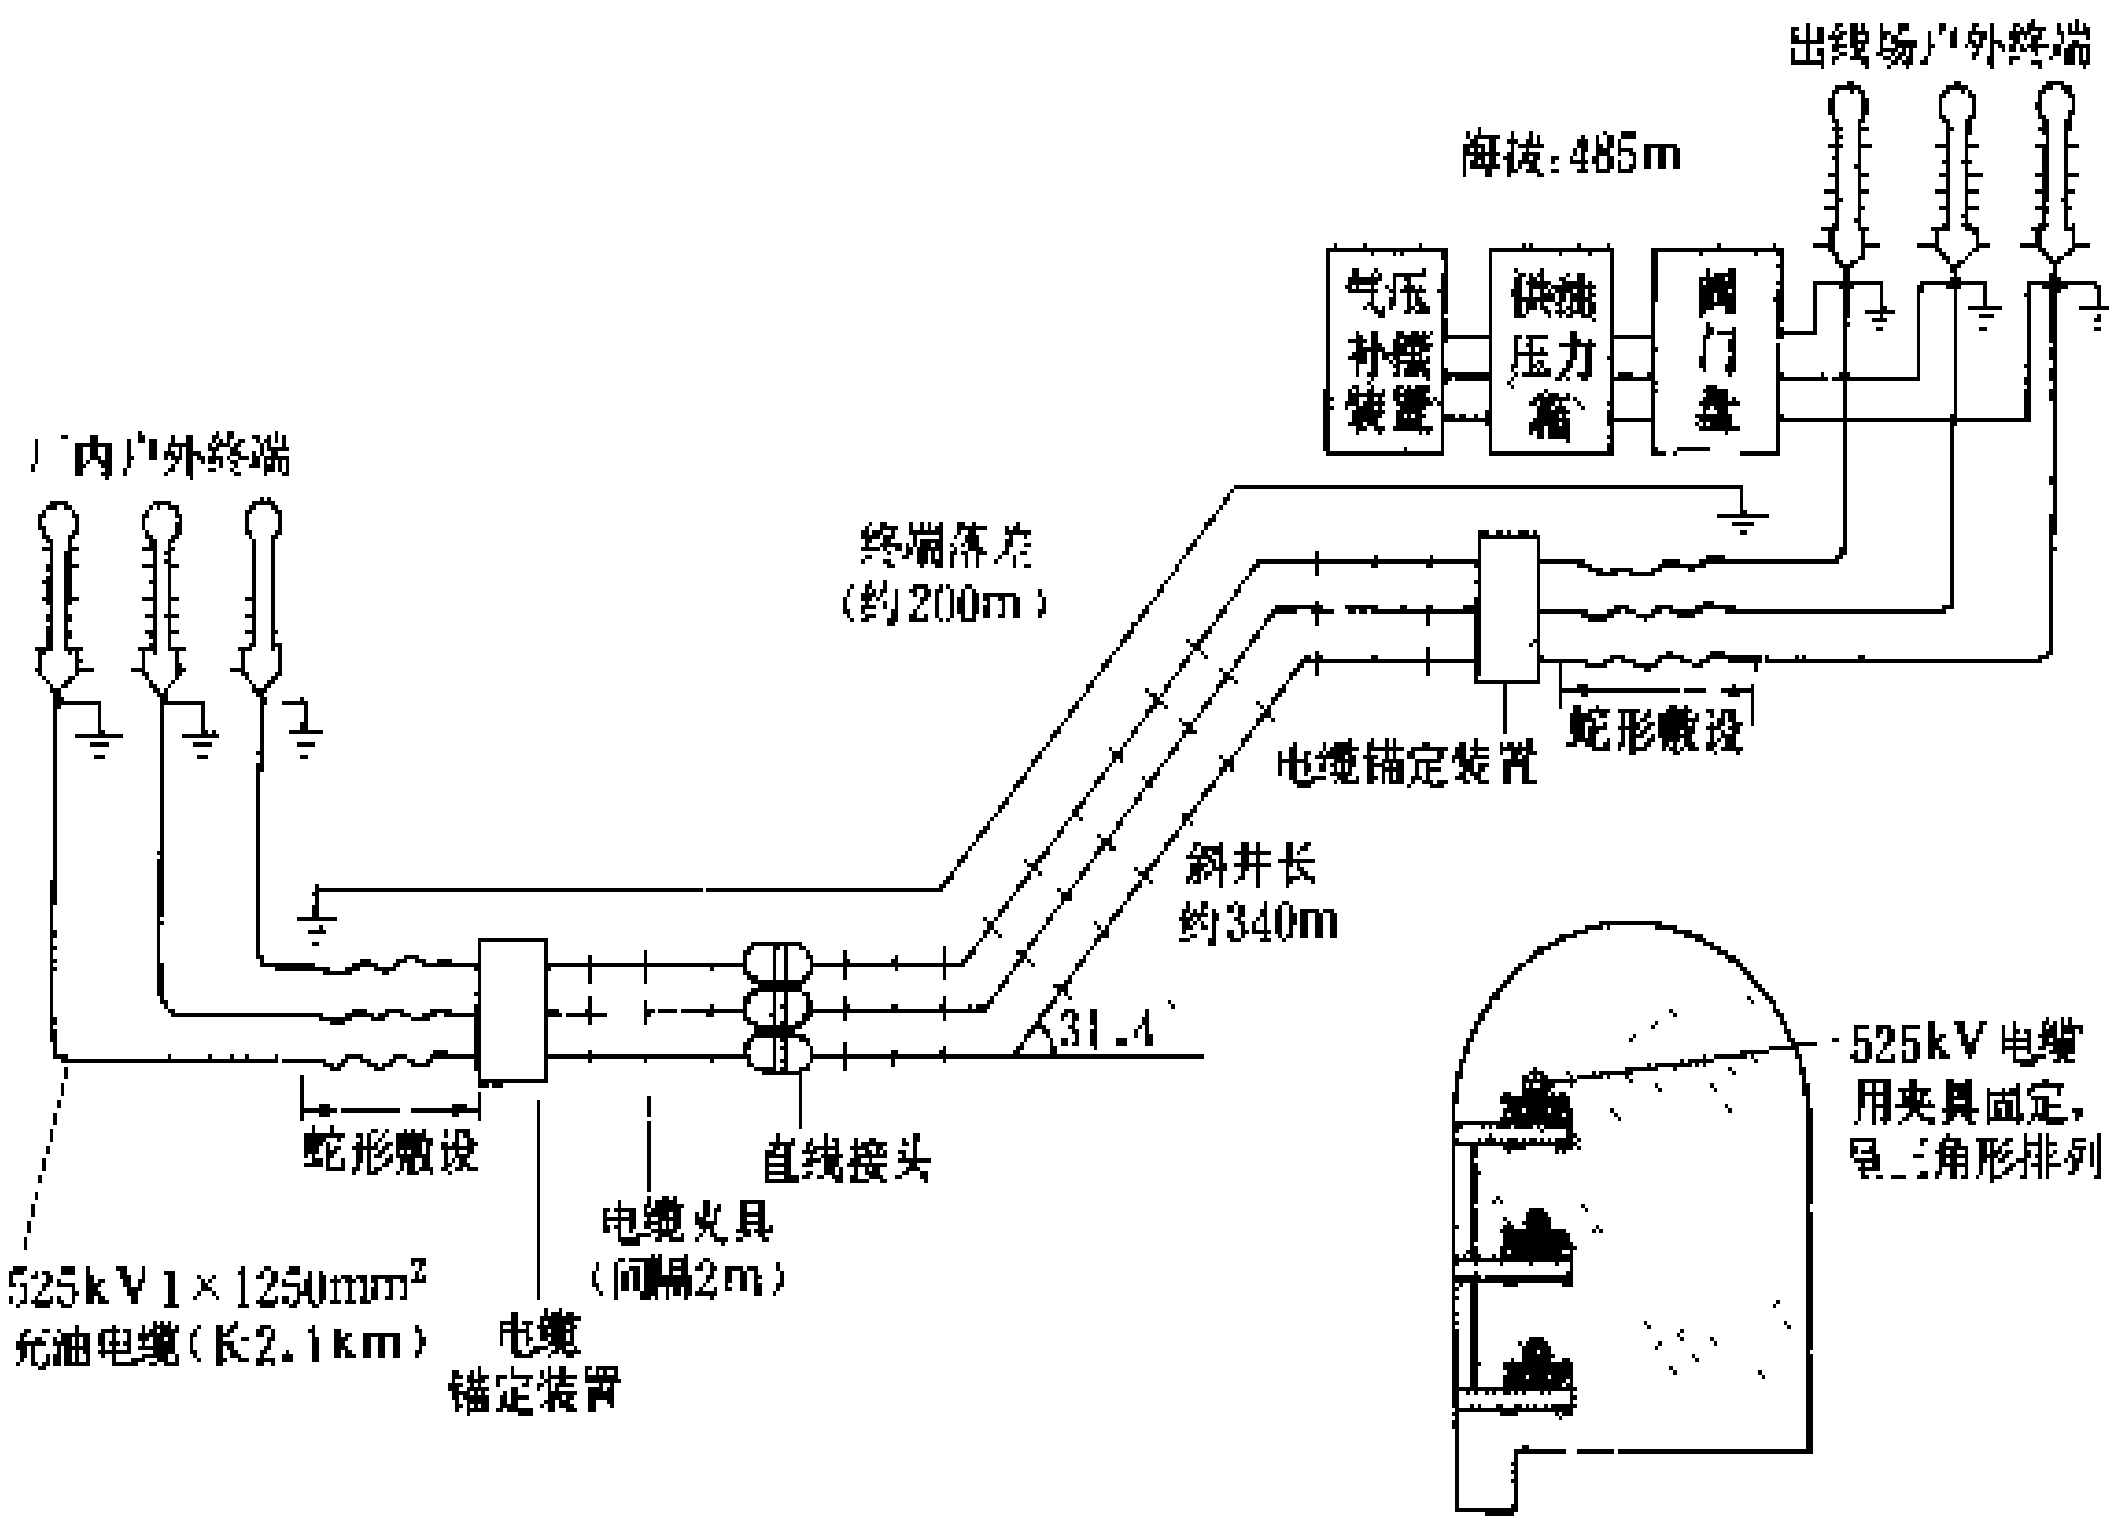 出线场户外终端
海拔:485m
气压
补偿
装置
供油
压力
箱
阀
门
盘
厂内户外终端
终端落差
(约200m)
蛇形敷设
电缆锚定装置
斜井长
约340m
31.4
525kV 电缆
用夹具固定,
呈三角形排列
蛇形敷设
直线接头
电缆夹具
(间隔2m)
525kV 1×1250mm²
充油电缆(长2.1km)
电缆
锚定装置